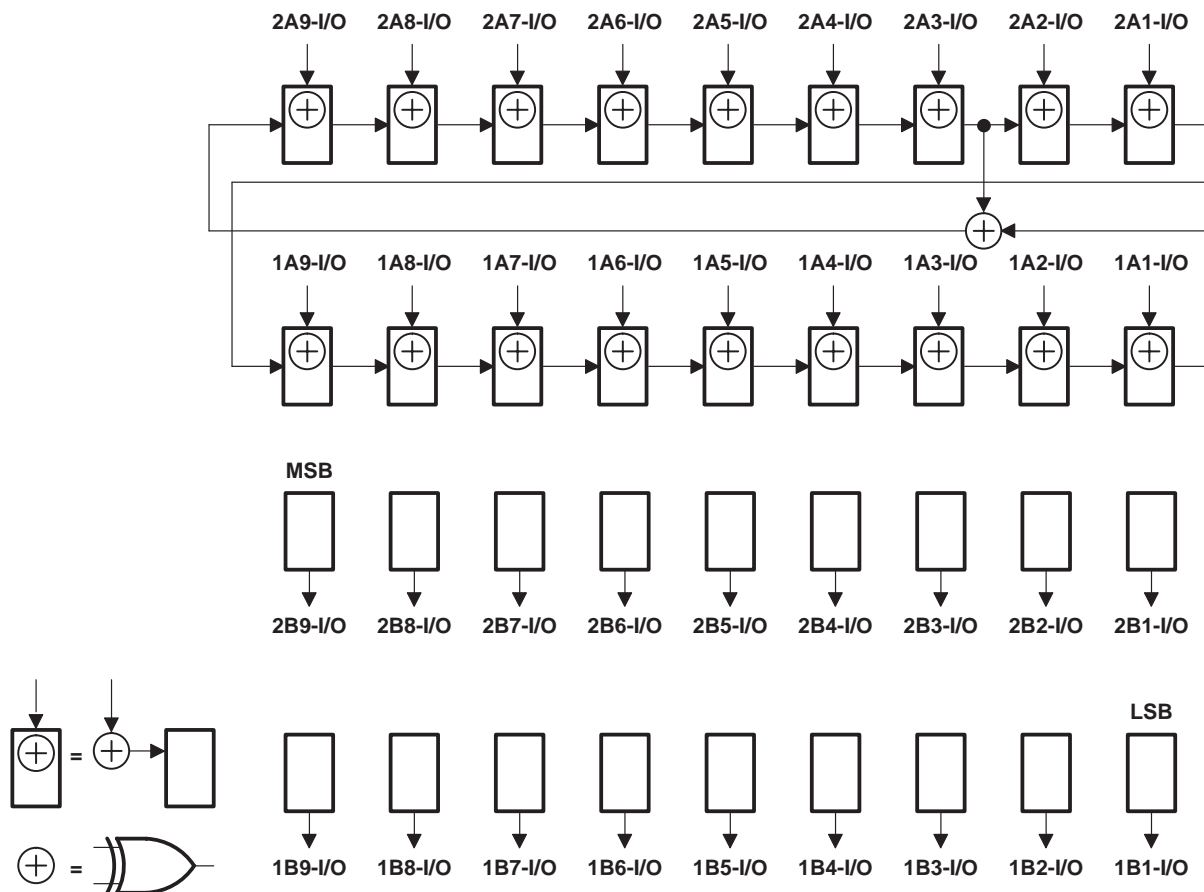 2A9-I/O 2A8-I/O 2A7-I/O 2A6-I/O 2A5-I/O 2A4-I/O 2A3-I/O 2A2-I/O 2A1-I/O
1A9-I/O 1A8-I/O 1A7-I/O 1A6-I/O 1A5-I/O 1A4-I/O 1A3-I/O 1A2-I/O 1A1-I/O
MSB
2B9-I/O 2B8-I/O 2B7-I/O 2B6-I/O 2B5-I/O 2B4-I/O 2B3-I/O 2B2-I/O 2B1-I/O
LSB
=
=
1B9-I/O 1B8-I/O 1B7-I/O 1B6-I/O 1B5-I/O 1B4-I/O 1B3-I/O 1B2-I/O 1B1-I/O